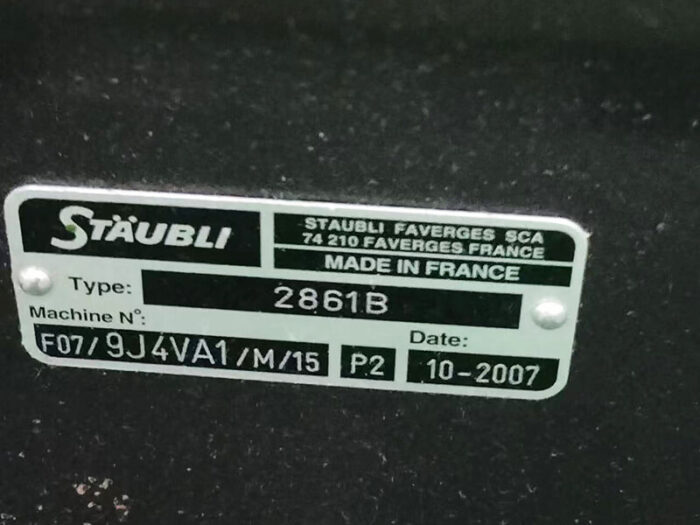 STÄUBLI
STAUBLI FAVERGES SCA
74 210 FAVERGES FRANCE
MADE IN FRANCE
Type: 2861B
Machine N°:
F07/9J4VA1/M/15 P2
Date:
10-2007